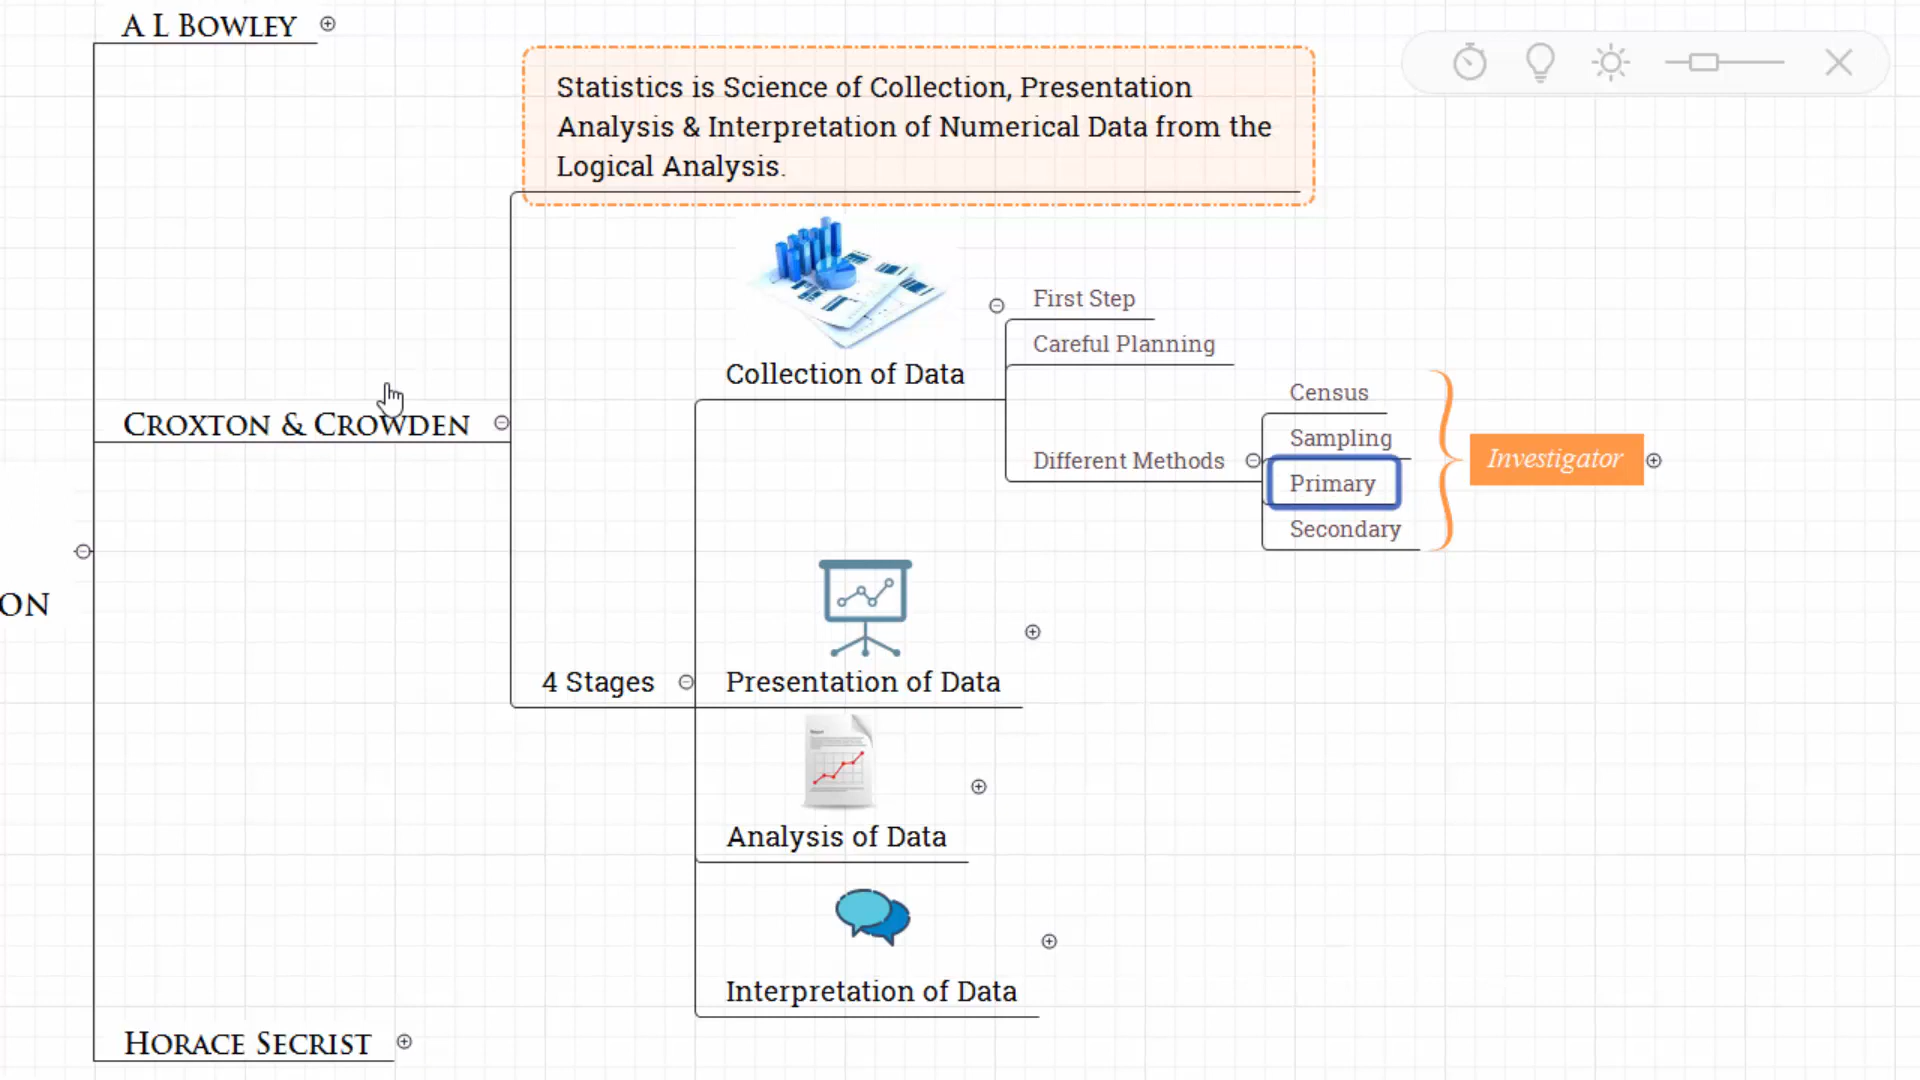 A L BOWLEY
Statistics is Science of Collection, Presentation
Analysis & Interpretation of Numerical Data from the
Logical Analysis.
First Step
Careful Planning
Collection of Data
Census
Sampling
Different Methods
Primary
Secondary
Investigator
CROXTON & CROWDEN
ON
4 Stages
Presentation of Data
Analysis of Data
Interpretation of Data
HORACE SECRIST